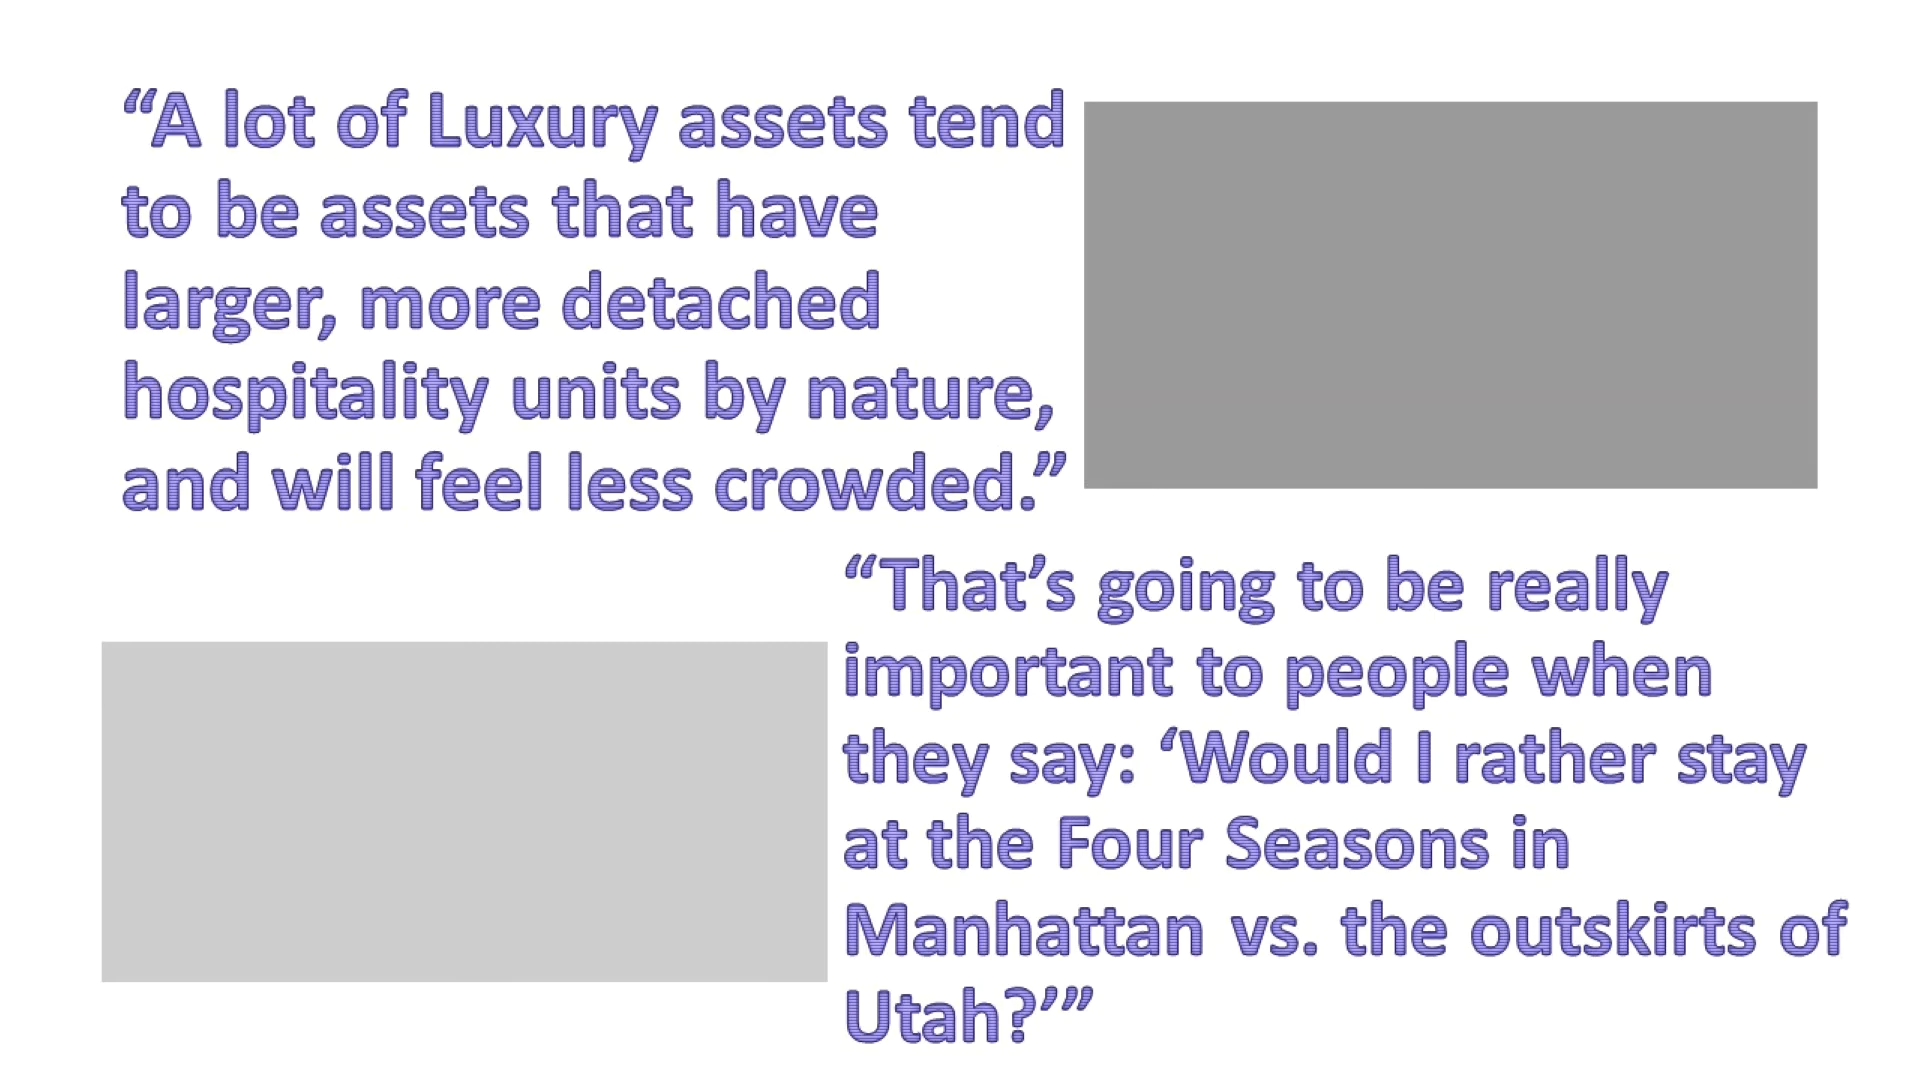 “A lot of Luxury assets tend
to be assets that have
larger, more detached
hospitality units by nature,
and will feel less crowded.”
“That’s going to be really
important to people when
they say: ‘Would I rather stay
at the Four Seasons in
Manhattan vs. the outskirts of
Utah?’”